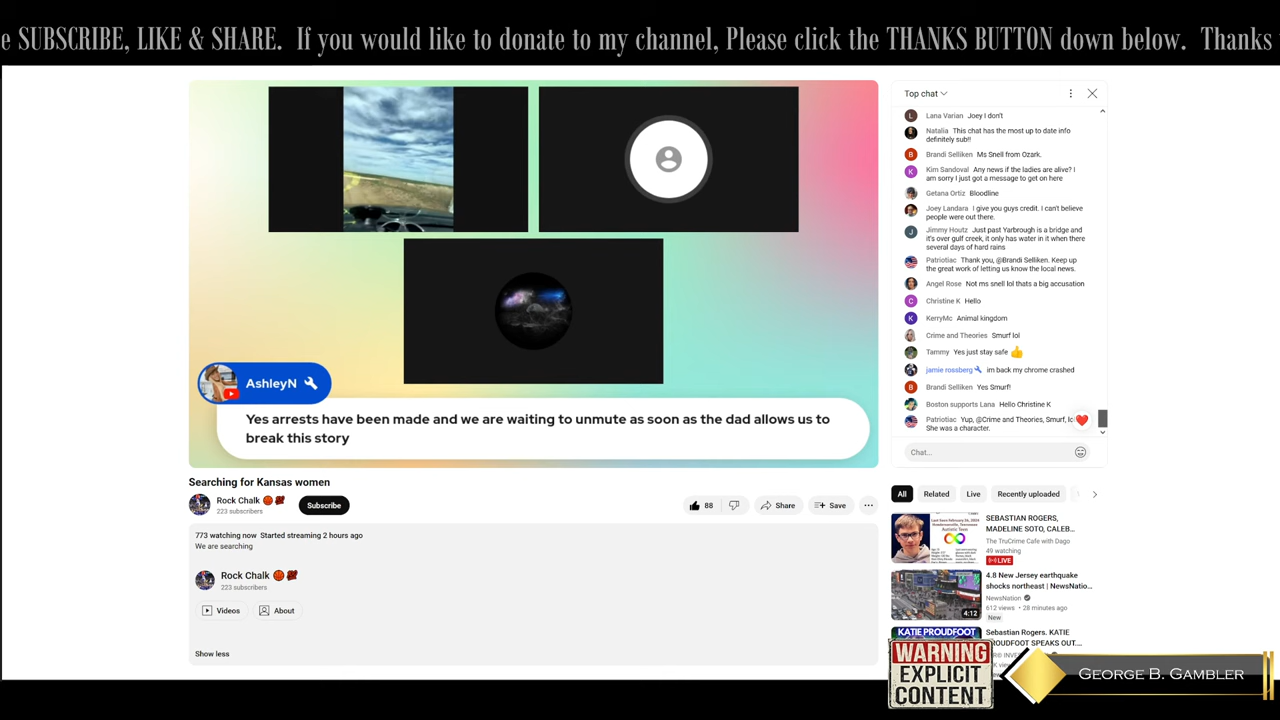 e SUBSCRIBE, LIKE & SHARE.  If you would like to donate to my channel, Please click the THANKS BUTTON down below.  Thanks
AshleyN
Yes arrests have been made and we are waiting to unmute as soon as the dad allows us to
break this story
Searching for Kansas women
Rock Chalk
223 subscribers
Subscribe
88
Share
Save
773 watching now Started streaming 2 hours ago
We are searching
Rock Chalk
223 subscribers
Videos
About
Show less
Top chat
Lana Varian Joey I don't
Natalia This chat has the most up to date info
definitely sub!!
Brandi Selliken Ms Snell from Ozark.
Kim Sandoval Any news if the ladies are alive? I
am sorry I just got a message to get on here
Getana Ortiz Bloodline
Joey Landara I give you guys credit. I can't believe
people were out there.
Jimmy Houtz Just past Yarbrough is a bridge and
it's over gulf creek, it only has water in it when there
several days of hard rains
Patriotiac Thank you, @Brandi Selliken. Keep up
the great work of letting us know the local news.
Angel Rose Not ms snell lol thats a big accusation
Christine K Hello
KerryMc Animal kingdom
Crime and Theories Smurf lol
Tammy Yes just stay safe
jamie rossberg im back my chrome crashed
Brandi Selliken Yes Smurf!
Boston supports Lana Hello Christine K
Patriotiac Yup, @Crime and Theories, Smurf,
She was a character.
Chat...
All
Related
Live
Recently uploaded
SEBASTIAN ROGERS,
MADELINE SOTO, CALEB...
The TruCrime Cafe with Dago
49 watching
LIVE
4:12
4.8 New Jersey earthquake
shocks northeast | NewsNatio...
NewsNation
612 views • 28 minutes ago
New
KATIE PROUDFOOT
Sebastian Rogers. KATIE
PROUDFOOT SPEAKS OUT....
WARNING
EXPLICIT
CONTENT
GEORGE B. GAMBLER